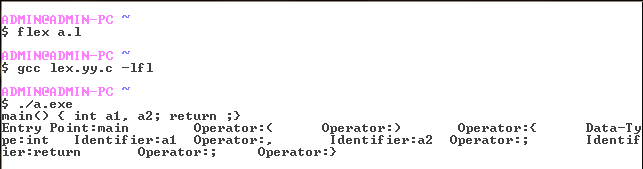 ADMIN@ADMIN-PC ~
$ flex a.l
ADMIN@ADMIN-PC ~
$ gcc lex.yy.c -lfl
ADMIN@ADMIN-PC ~
$ ./a.exe
main() { int a1, a2; return ;}
Entry Point:main Operator:( Operator:) Operator:{ Data-Ty
pe:int Identifier:a1 Operator:, Identifier:a2 Operator:; Identif
ier:return Operator:; Operator:}